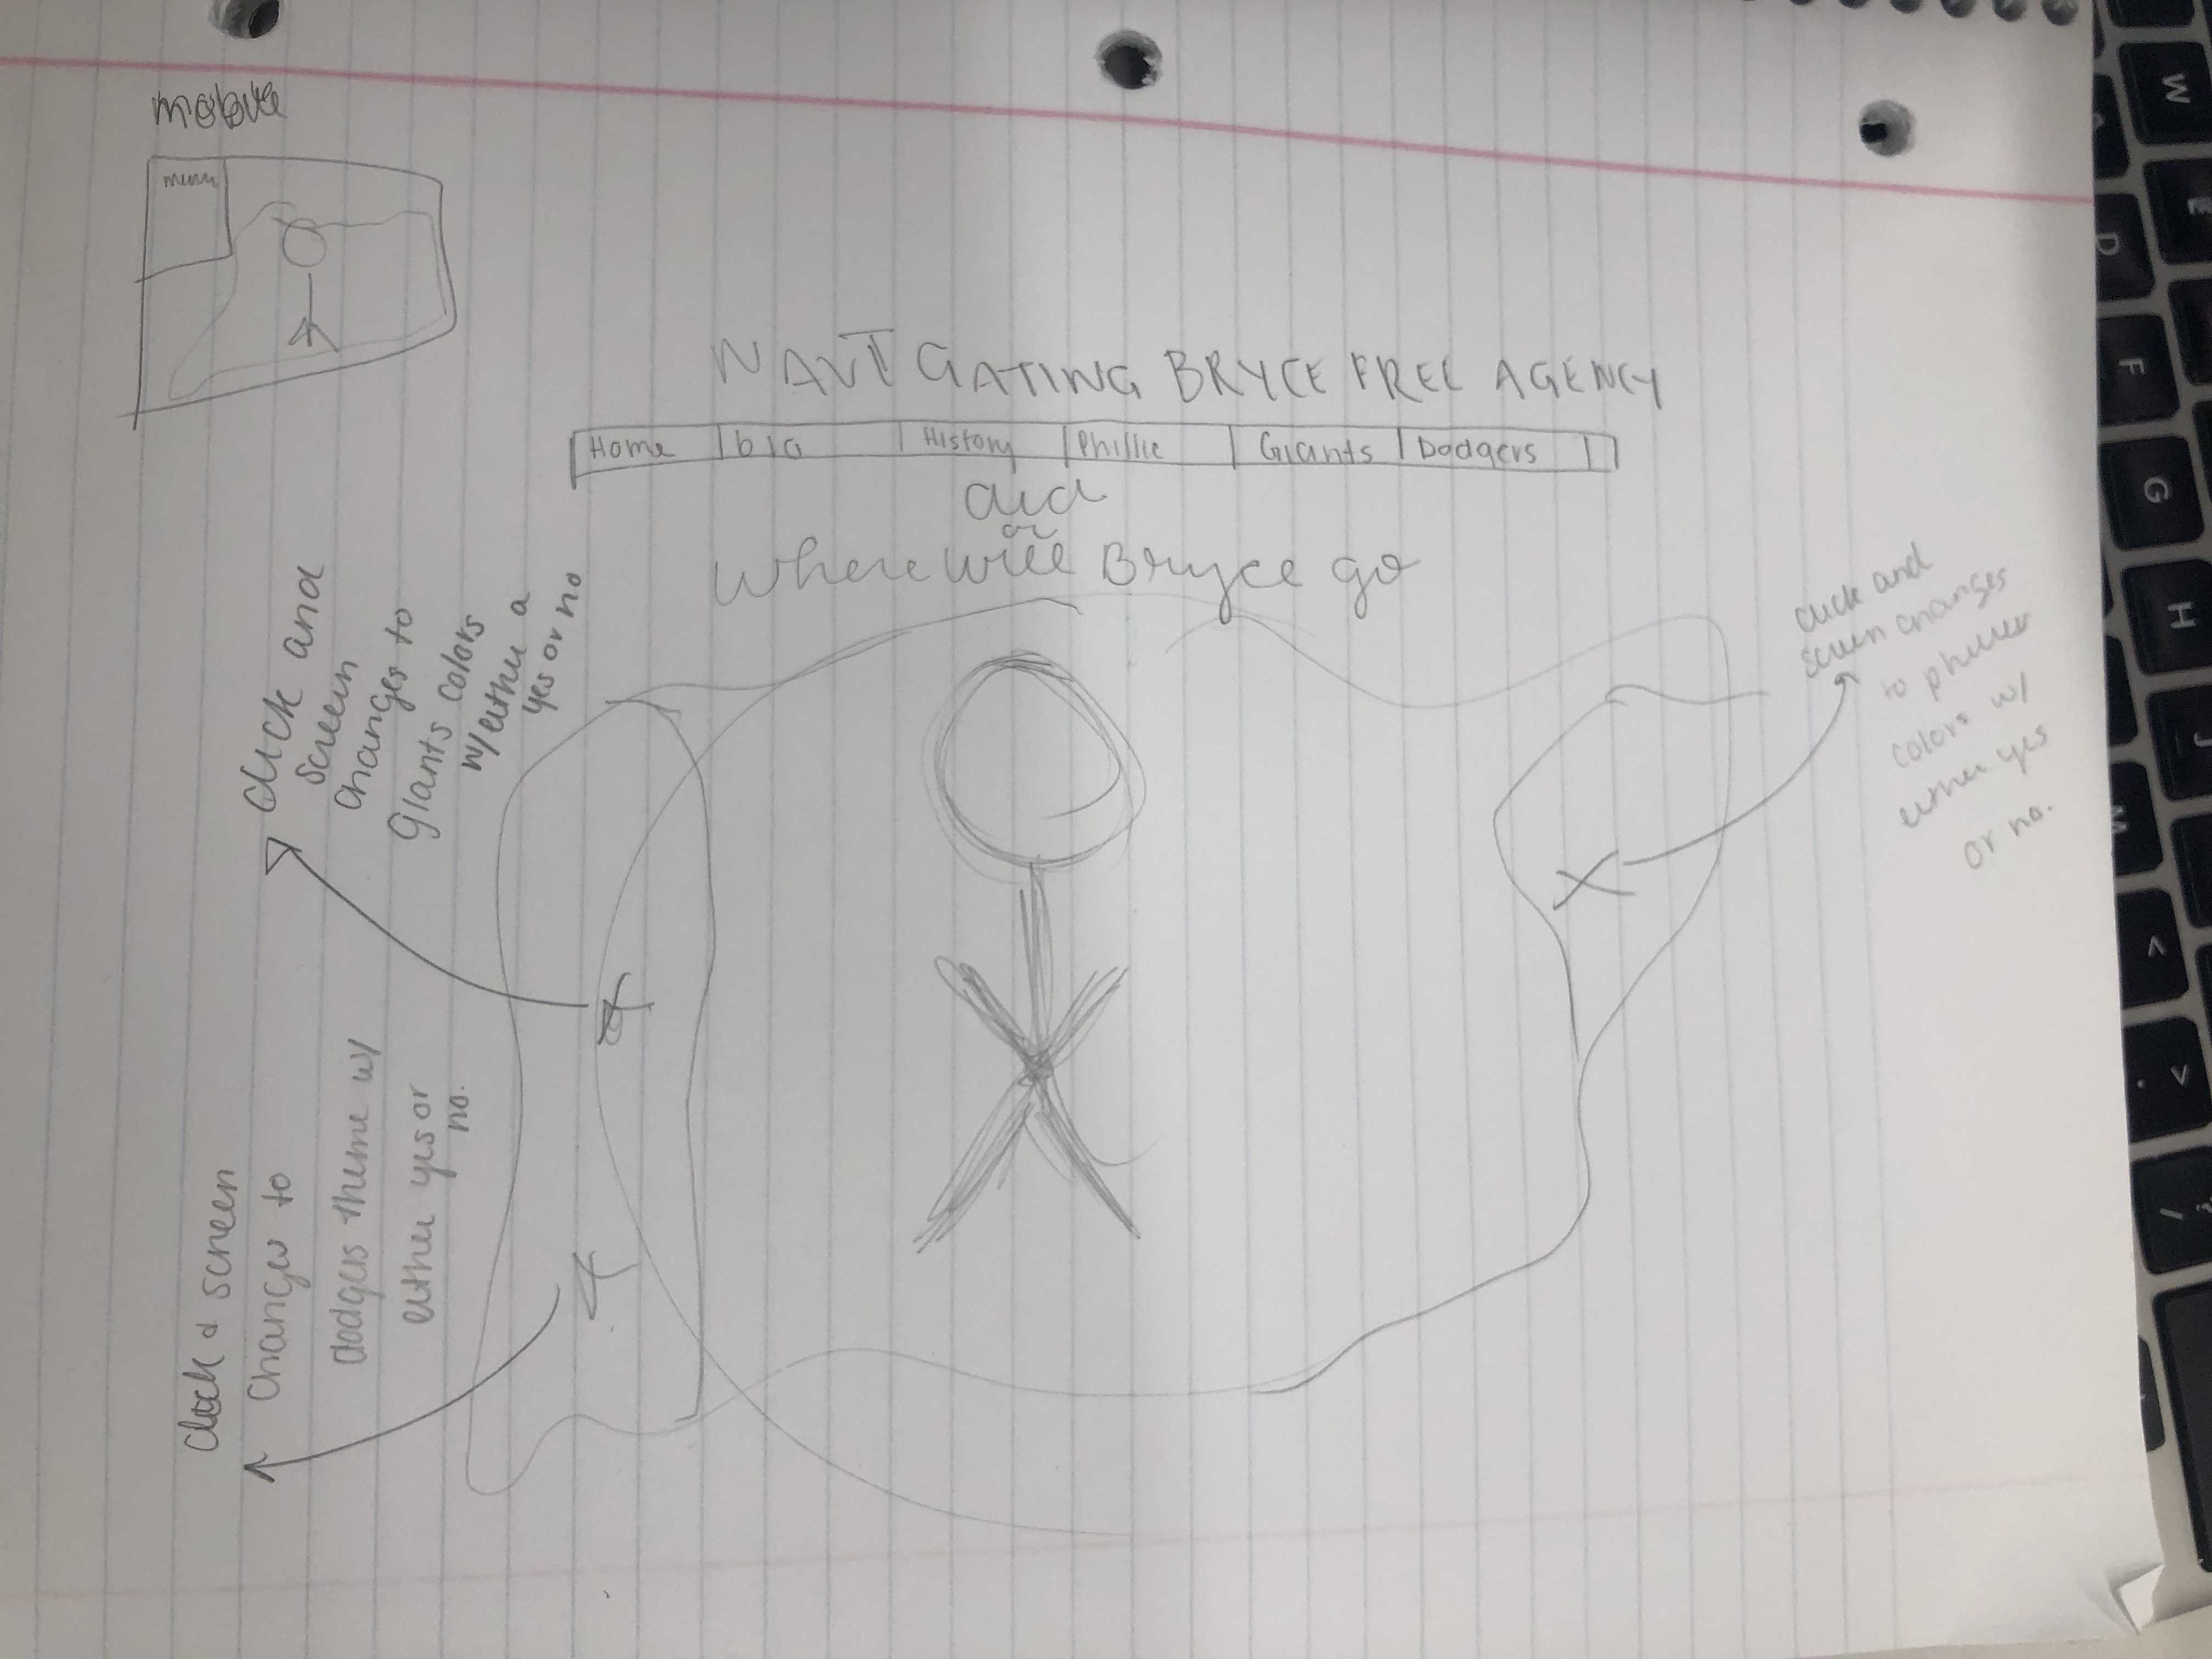 mobile
menu
NAVIGATING BRYCE FREE AGENCY
Home bio History Phillie Giants Dodgers
and
or
Where will Bryce go
click and
screen
changes to
Giants colors
w/ either a
yes or no
click and
screen changes
to phillies
colors w/
either yes
or no.
click & screen
changes to
dodgers theme w/
either yes or
no.
W
E
D
F
G
H
J
M
<
>
.
/
?